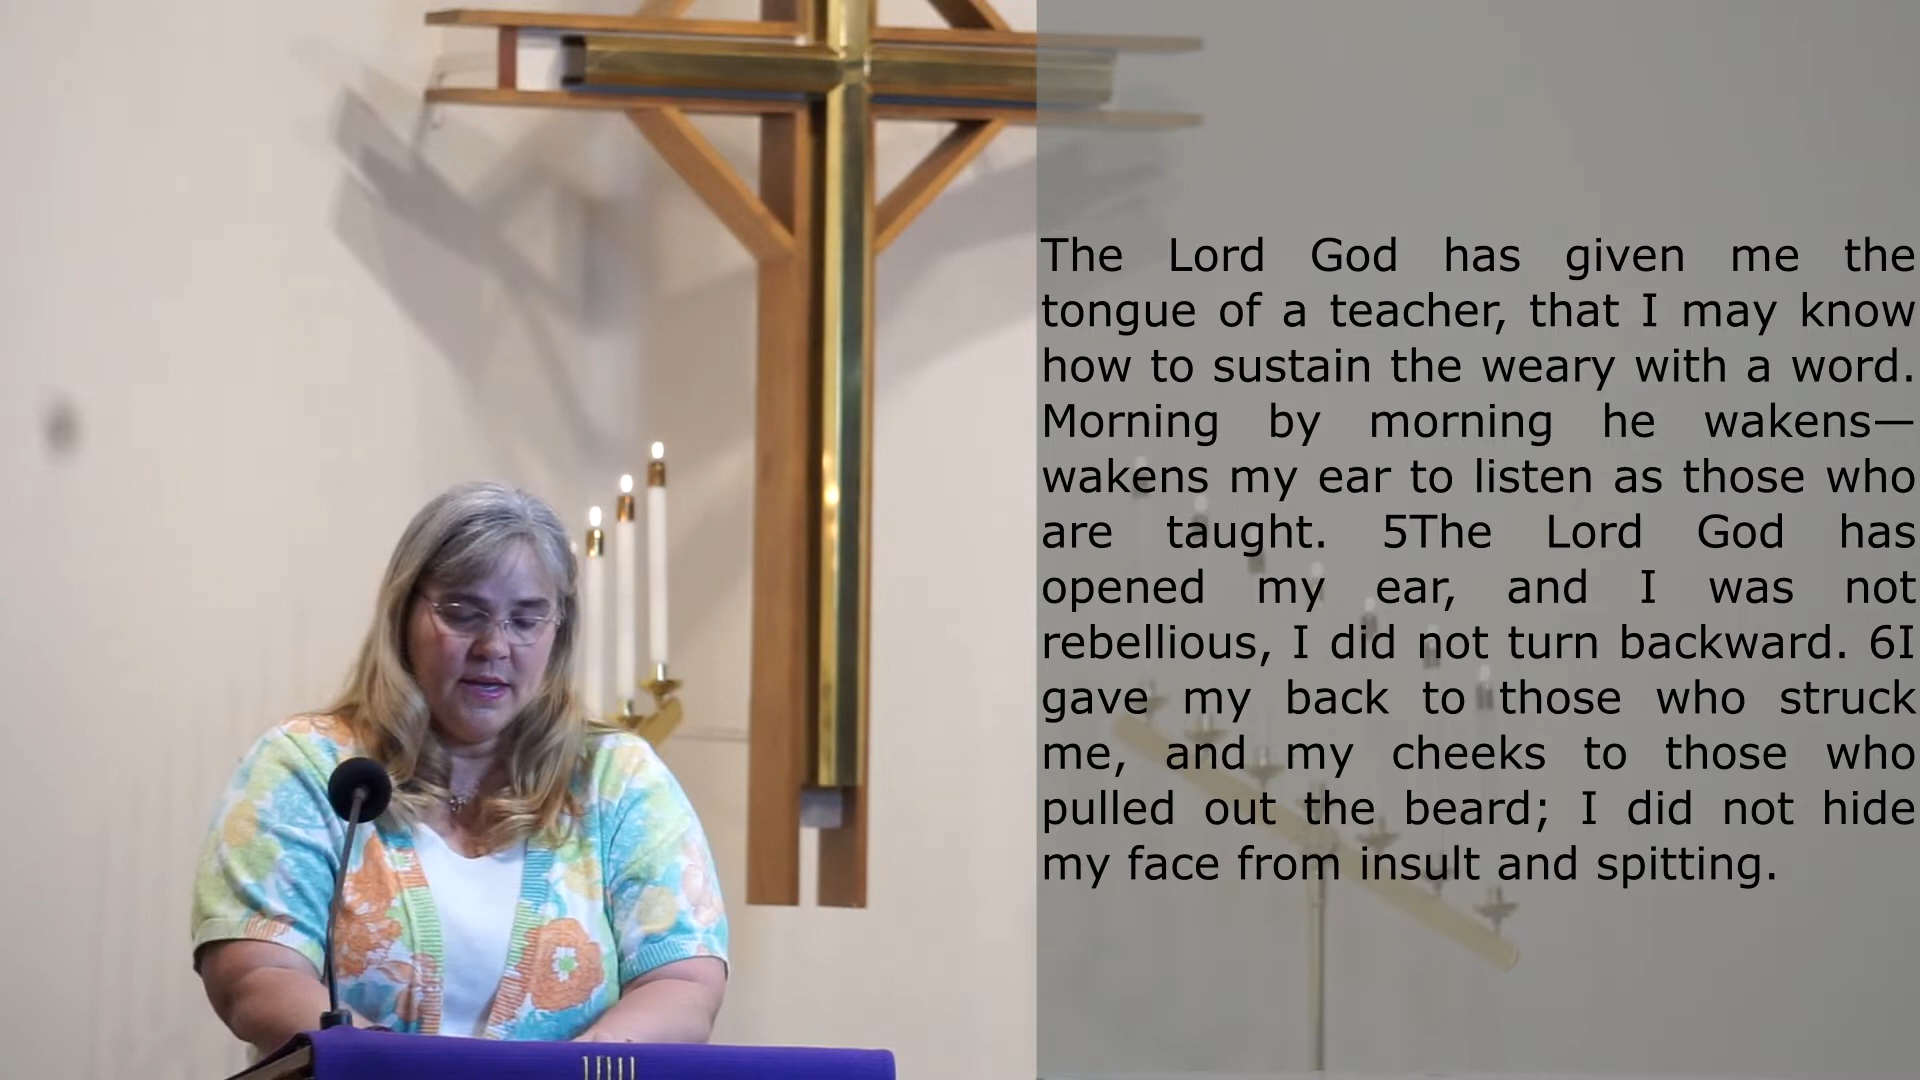 The Lord God has given me the
tongue of a teacher, that I may know
how to sustain the weary with a word.
Morning by morning he wakens—
wakens my ear to listen as those who
are taught. 5The Lord God has
opened my ear, and I was not
rebellious, I did not turn backward. 6I
gave my back to those who struck
me, and my cheeks to those who
pulled out the beard; I did not hide
my face from insult and spitting.